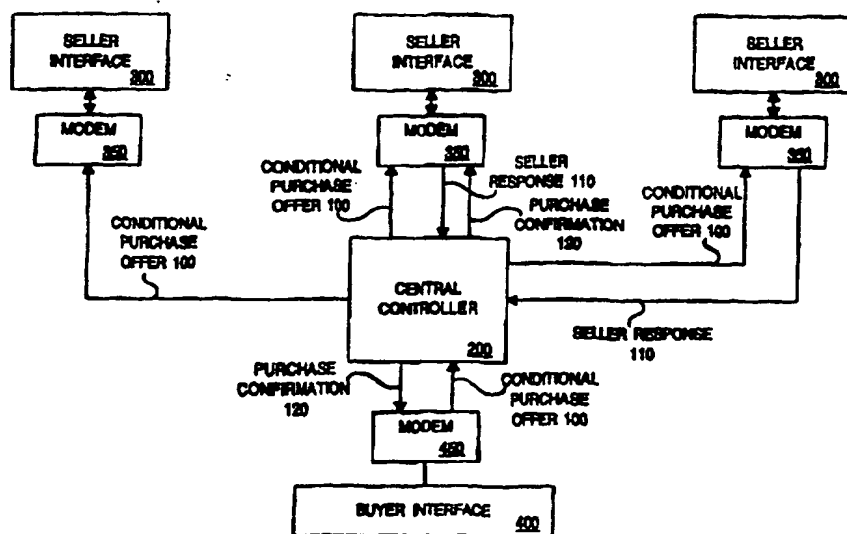 SELLER
INTERFACE
300
SELLER
INTERFACE
300
SELLER
INTERFACE
300
MODEM
350
MODEM
350
MODEM
350
CONDITIONAL
PURCHASE
OFFER 100
SELLER
RESPONSE 110
PURCHASE
CONFIRMATION
120
CONDITIONAL
PURCHASE
OFFER 100
CONDITIONAL
PURCHASE
OFFER 100
CENTRAL
CONTROLLER
200
SELLER RESPONSE
110
PURCHASE
CONFIRMATION
120
CONDITIONAL
PURCHASE
OFFER 100
MODEM
450
BUYER INTERFACE
400